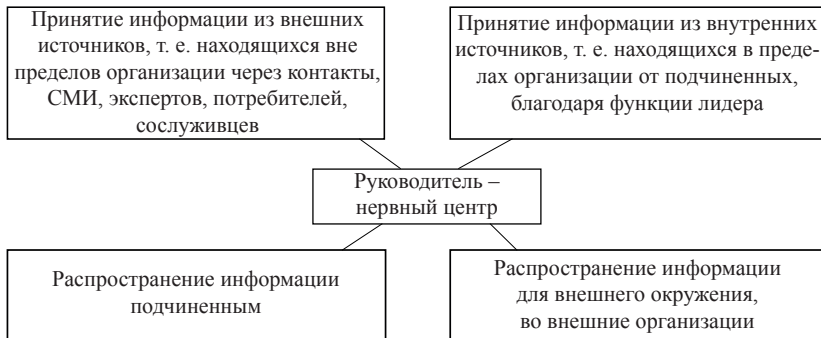 Принятие информации из внешних
источников, т. е. находящихся вне
пределов организации через контакты,
СМИ, экспертов, потребителей,
сослуживцев
Принятие информации из внутренних
источников, т. е. находящихся в преде-
лах организации от подчиненных,
благодаря функции лидера
Руководитель –
нервный центр
Распространение информации
подчиненным
Распространение информации
для внешнего окружения,
во внешние организации